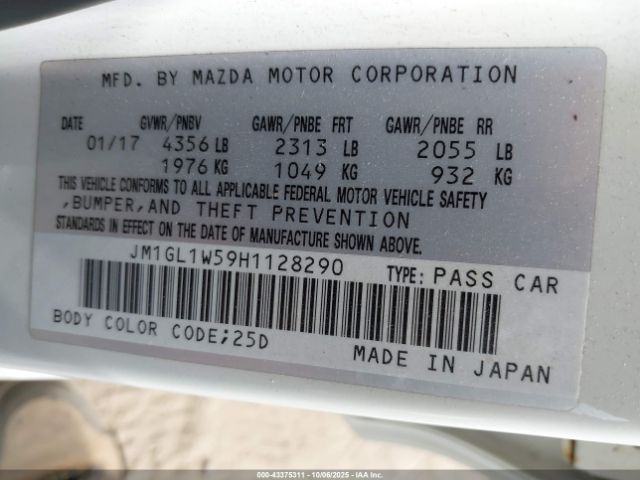 MFD. BY MAZDA MOTOR CORPORATION
DATE GVWR/PNBV GAWR/PNBE FRT GAWR/PNBE RR
01/17 4356 LB 2313 LB 2055 LB
1976 KG 1049 KG 932 KG
THIS VEHICLE CONFORMS TO ALL APPLICABLE FEDERAL MOTOR VEHICLE SAFETY
,BUMPER,AND THEFT PREVENTION
STANDARDS IN EFFECT ON THE DATE OF MANUFACTURE SHOWN ABOVE.
JM1GL1W59H1128290 TYPE: PASS CAR
BODY COLOR CODE;25D
MADE IN JAPAN
000-43375311 - 10/06/2025 - IAAI.com